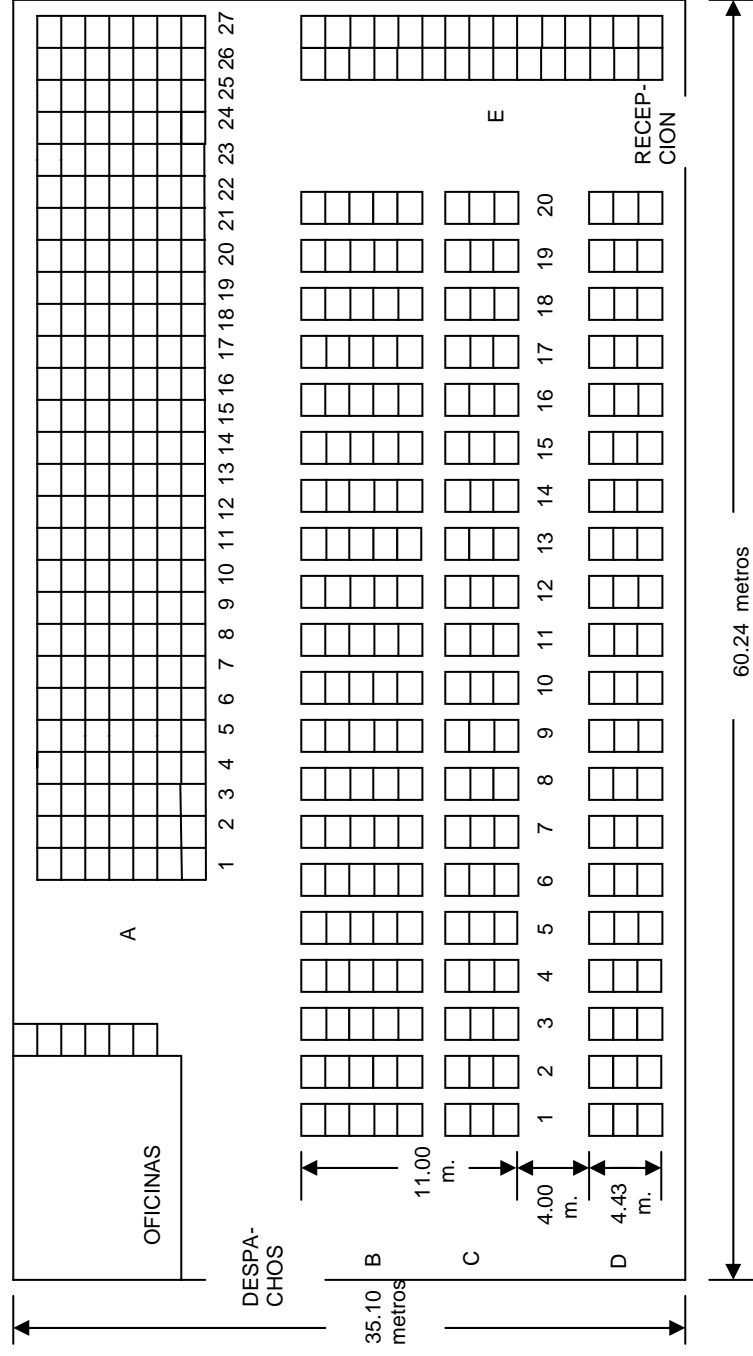 OFICINAS
A
1 2 3 4 5 6 7 8 9 10 11 12 13 14 15 16 17 18 19 20 21 22 23 24 25 26 27
DESPA-
CHOS
B
C
D
11.00
m.
4.00
m.
4.43
m.
1 2 3 4 5 6 7 8 9 10 11 12 13 14 15 16 17 18 19 20
E
RECEP-
CION
35.10
metros
60.24 metros